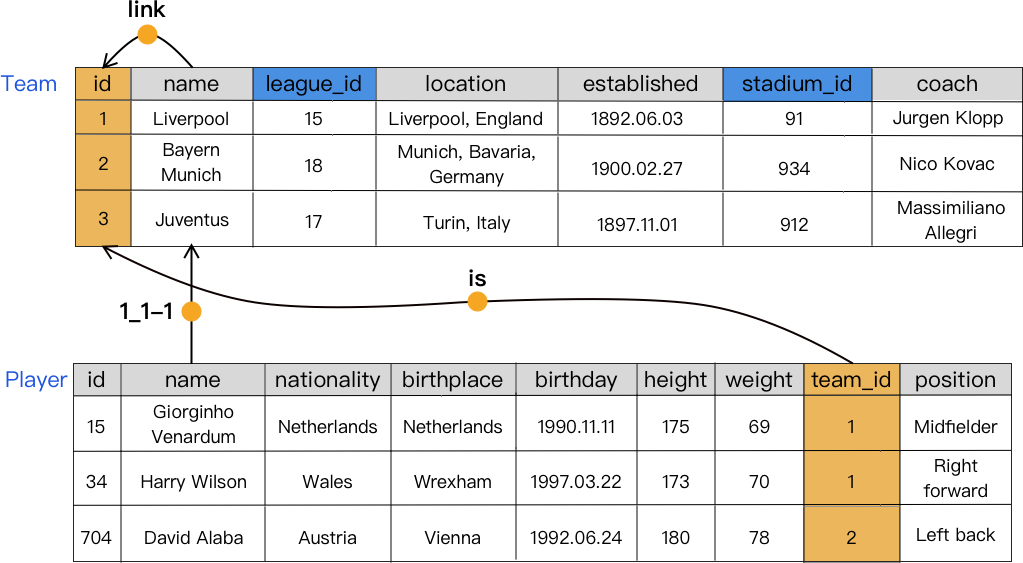 link
Team
id name league_id location established stadium_id coach
1 Liverpool 15 Liverpool, England 1892.06.03 91 Jurgen Klopp
2 Bayern Munich 18 Munich, Bavaria, Germany 1900.02.27 934 Nico Kovac
3 Juventus 17 Turin, Italy 1897.11.01 912 Massimiliano Allegri
is
1_1–1
Player
id name nationality birthplace birthday height weight team_id position
15 Giorginho Venardum Netherlands Netherlands 1990.11.11 175 69 1 Midfielder
34 Harry Wilson Wales Wrexham 1997.03.22 173 70 1 Right forward
704 David Alaba Austria Vienna 1992.06.24 180 78 2 Left back